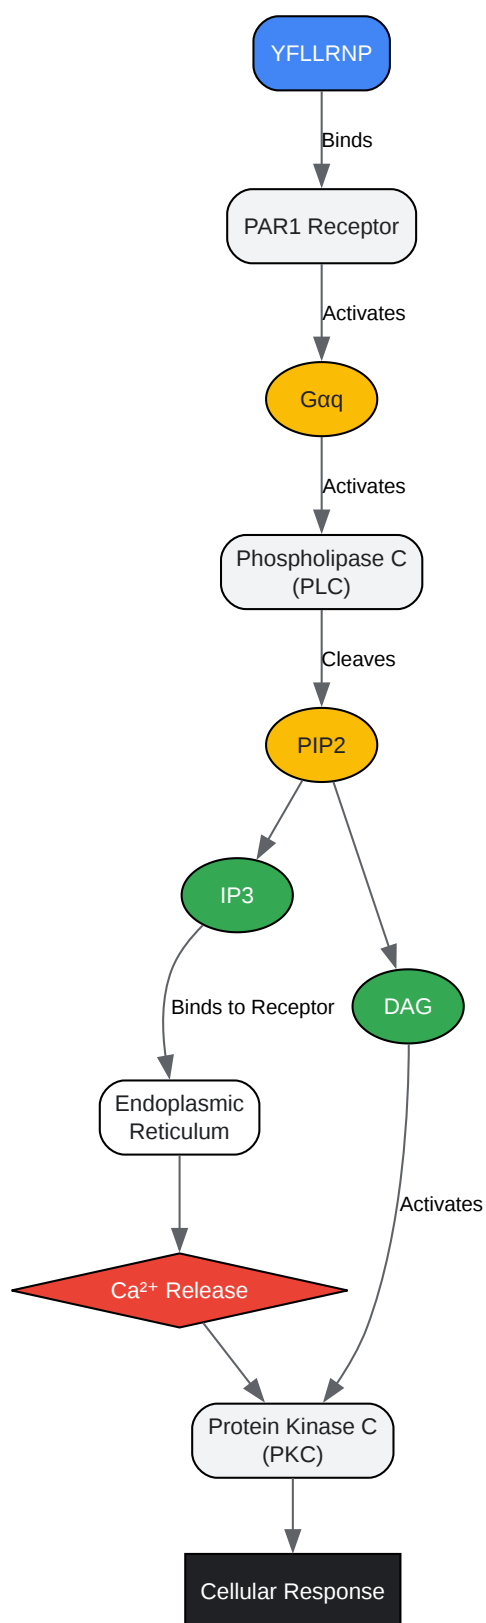 YFLLRNP
Binds
PAR1 Receptor
Activates
Gαq
Activates
Phospholipase C
(PLC)
Cleaves
PIP2
IP3
DAG
Binds to Receptor
Endoplasmic
Reticulum
Activates
Ca²⁺ Release
Protein Kinase C
(PKC)
Cellular Response